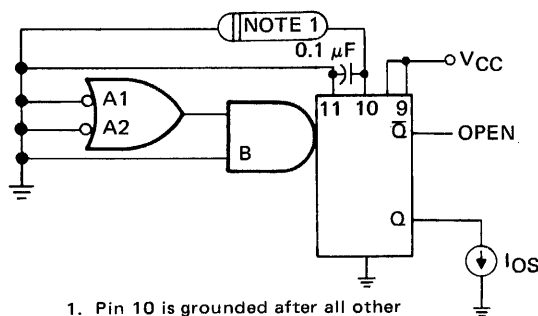 NOTE 1
0.1 μF
VCC
11 10 9
A1
A2
B
Q̅
OPEN
Q
IOS
1. Pin 10 is grounded after all other